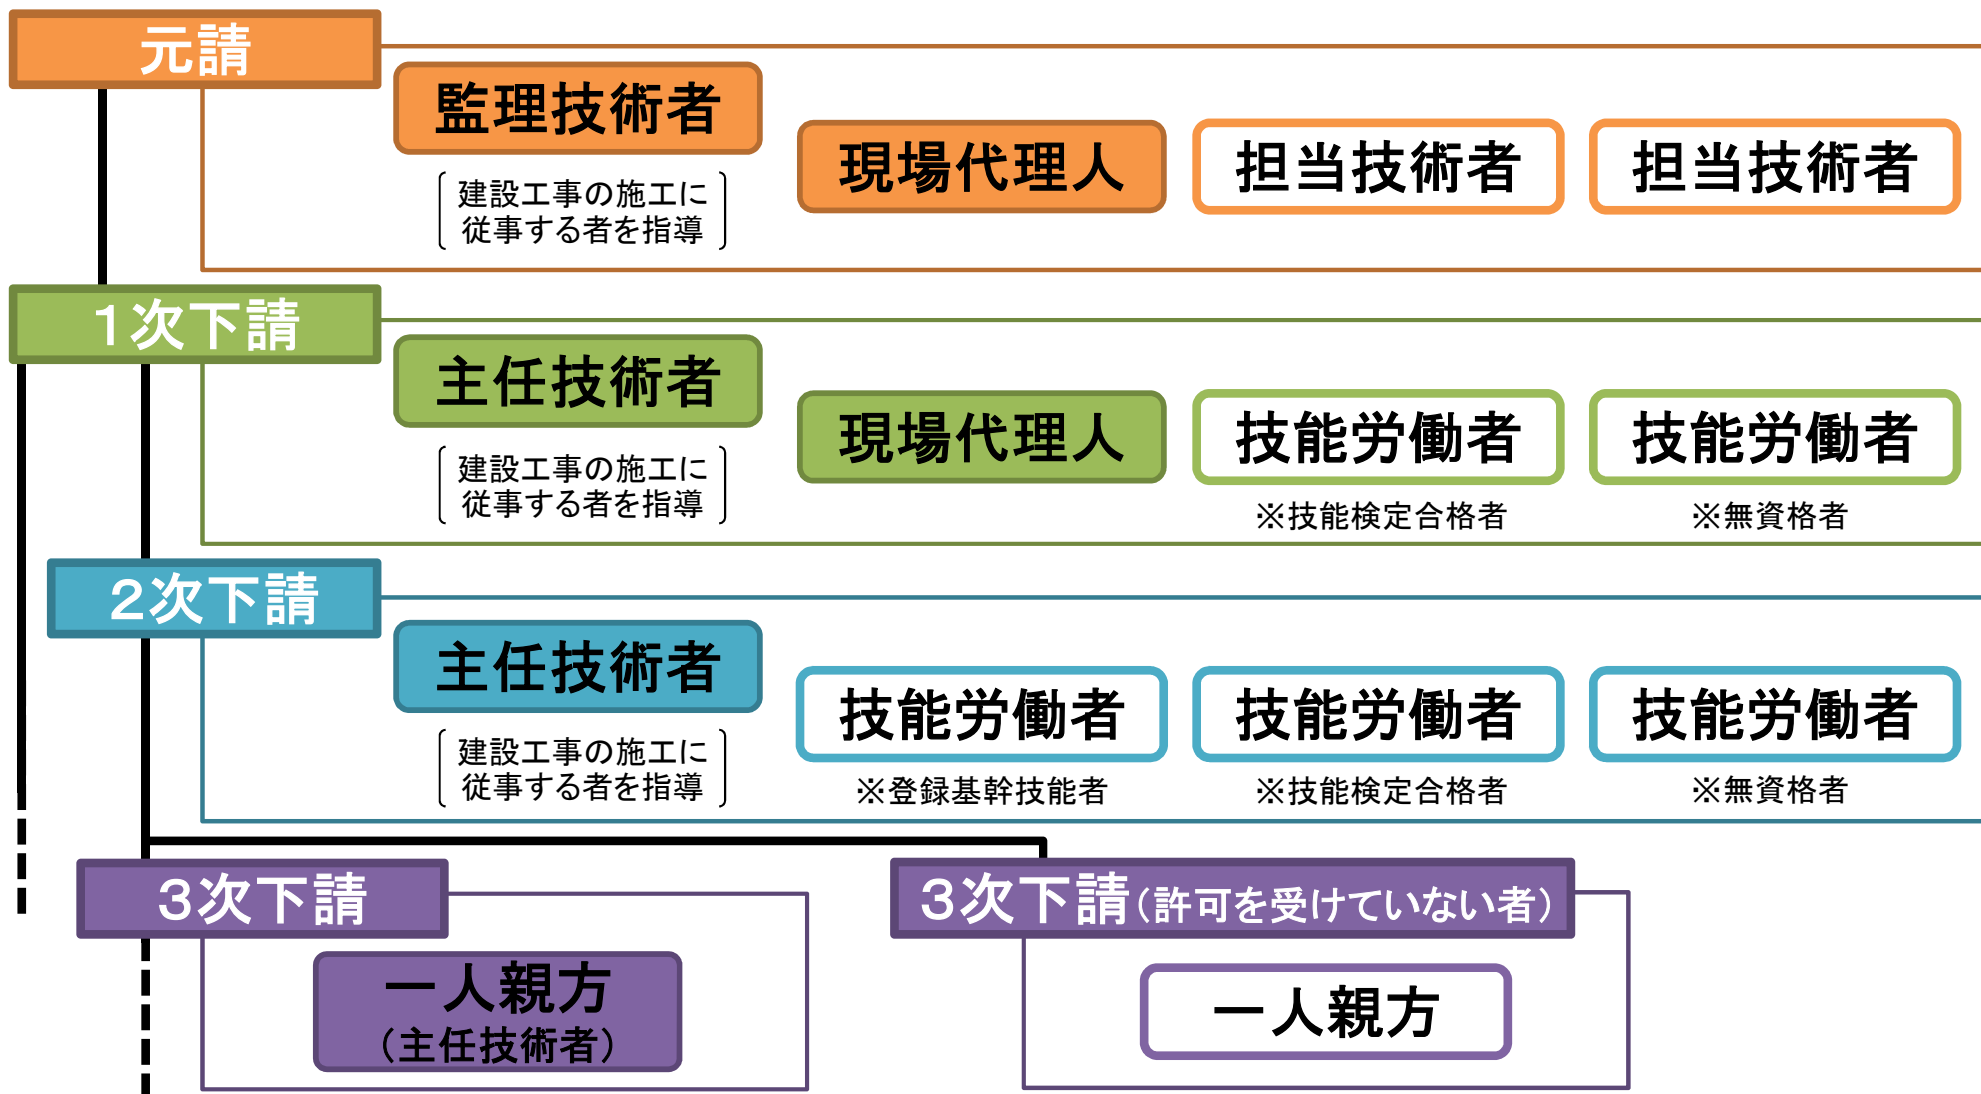 元請
監理技術者
建設工事の施工に
従事する者を指導
現場代理人
担当技術者
担当技術者
1次下請
主任技術者
建設工事の施工に
従事する者を指導
現場代理人
技能労働者
※技能検定合格者
技能労働者
※無資格者
2次下請
主任技術者
建設工事の施工に
従事する者を指導
技能労働者
※登録基幹技能者
技能労働者
※技能検定合格者
技能労働者
※無資格者
3次下請
一人親方
(主任技術者)
3次下請(許可を受けていない者)
一人親方